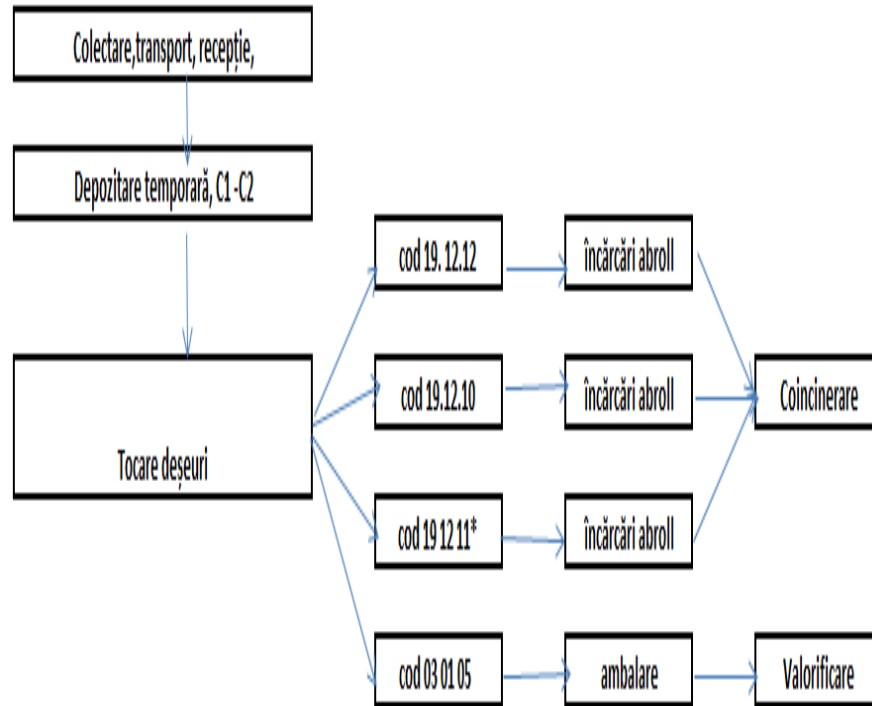 Colectare,transport, recepție,
Depozitare temporară, C1 -C2
cod 19. 12.12
încărcări abroll
cod 19.12.10
încărcări abroll
Coincinerare
Tocare deșeuri
cod 19 12 11*
încărcări abroll
cod 03 01 05
ambalare
Valorificare